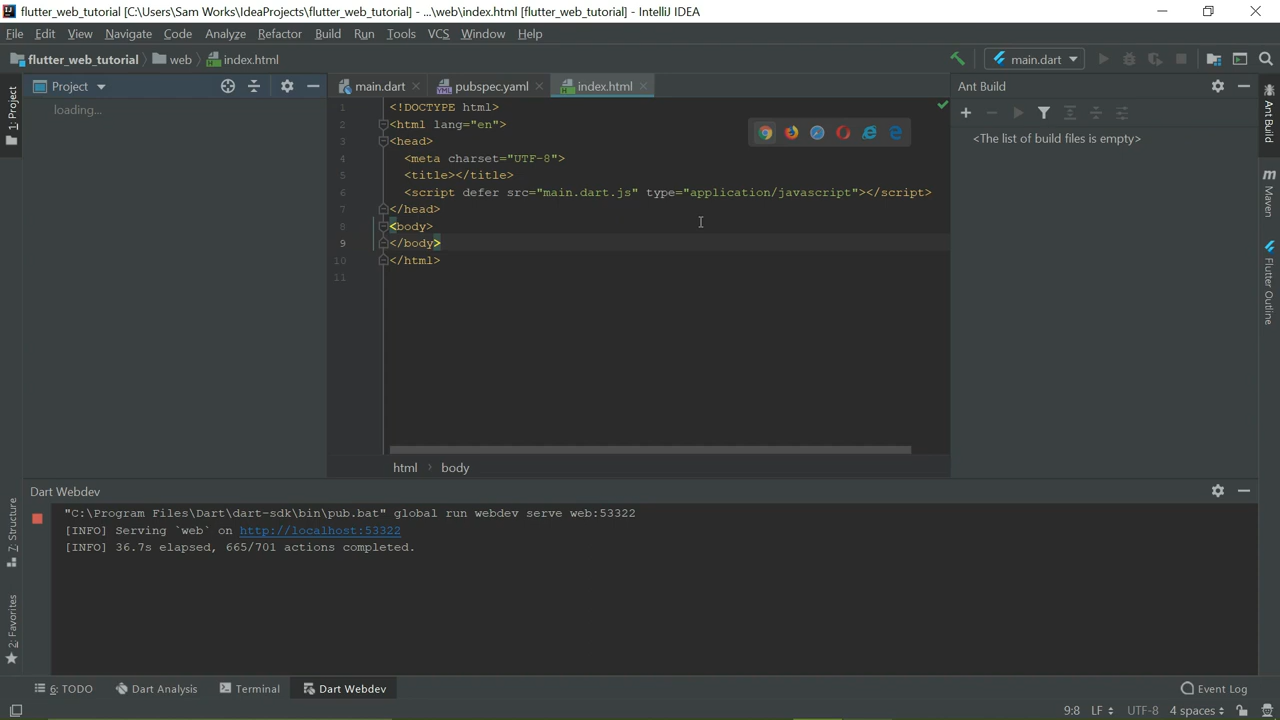 flutter_web_tutorial [C:\Users\Sam Works\IdeaProjects\flutter_web_tutorial] - ...\web\index.html [flutter_web_tutorial] - IntelliJ IDEA
File Edit View Navigate Code Analyze Refactor Build Run Tools VCS Window Help
flutter_web_tutorial web index.html main.dart
1: Project
Project
main.dart pubspec.yaml index.html
Ant Build
loading...
<The list of build files is empty>
1 <!DOCTYPE html>
2 <html lang="en">
3 <head>
4 <meta charset="UTF-8">
5 <title></title>
6 <script defer src="main.dart.js" type="application/javascript"></script>
7 </head>
8 <body>
9 </body>
10 </html>
11
Ant Build
Maven
Flutter Outline
html body
Dart Webdev
"C:\Program Files\Dart\dart-sdk\bin\pub.bat" global run webdev serve web:53322
[INFO] Serving `web` on http://localhost:53322
[INFO] 36.7s elapsed, 665/701 actions completed.
7: Structure
2: Favorites
6: TODO Dart Analysis Terminal Dart Webdev Event Log
9:8 LF UTF-8 4 spaces